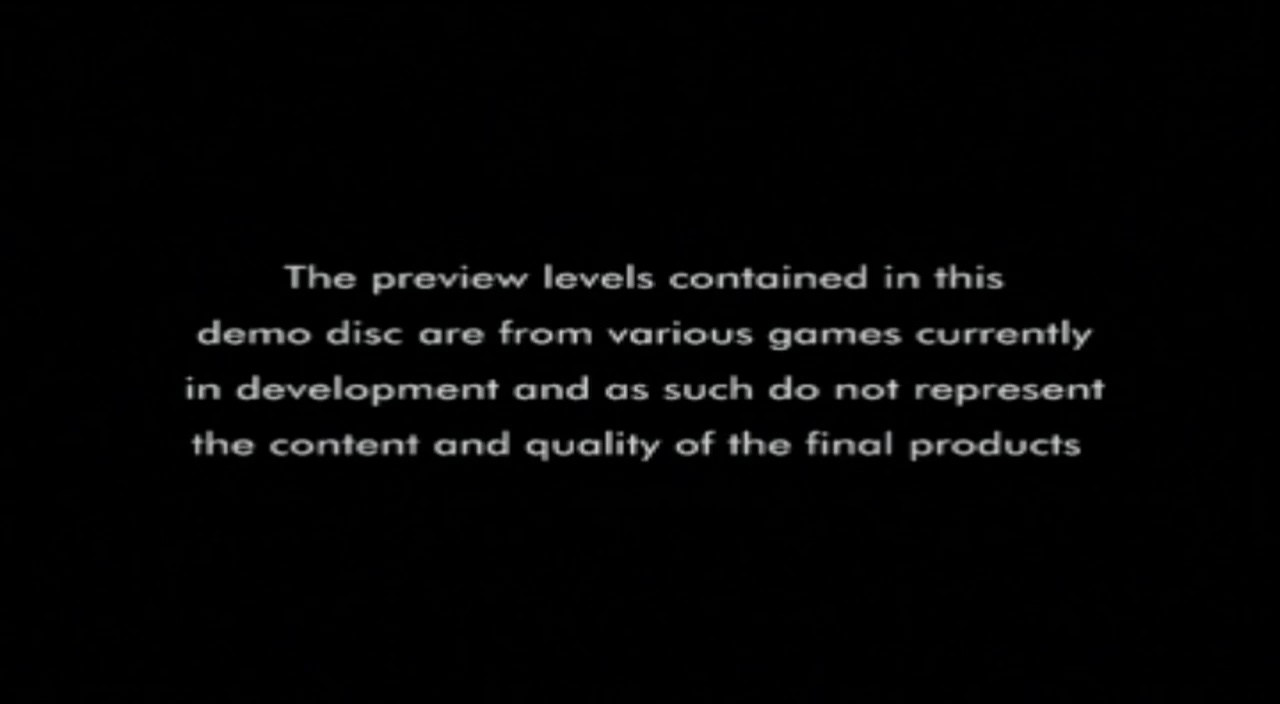 The preview levels contained in this
demo disc are from various games currently
in development and as such do not represent
the content and quality of the final products